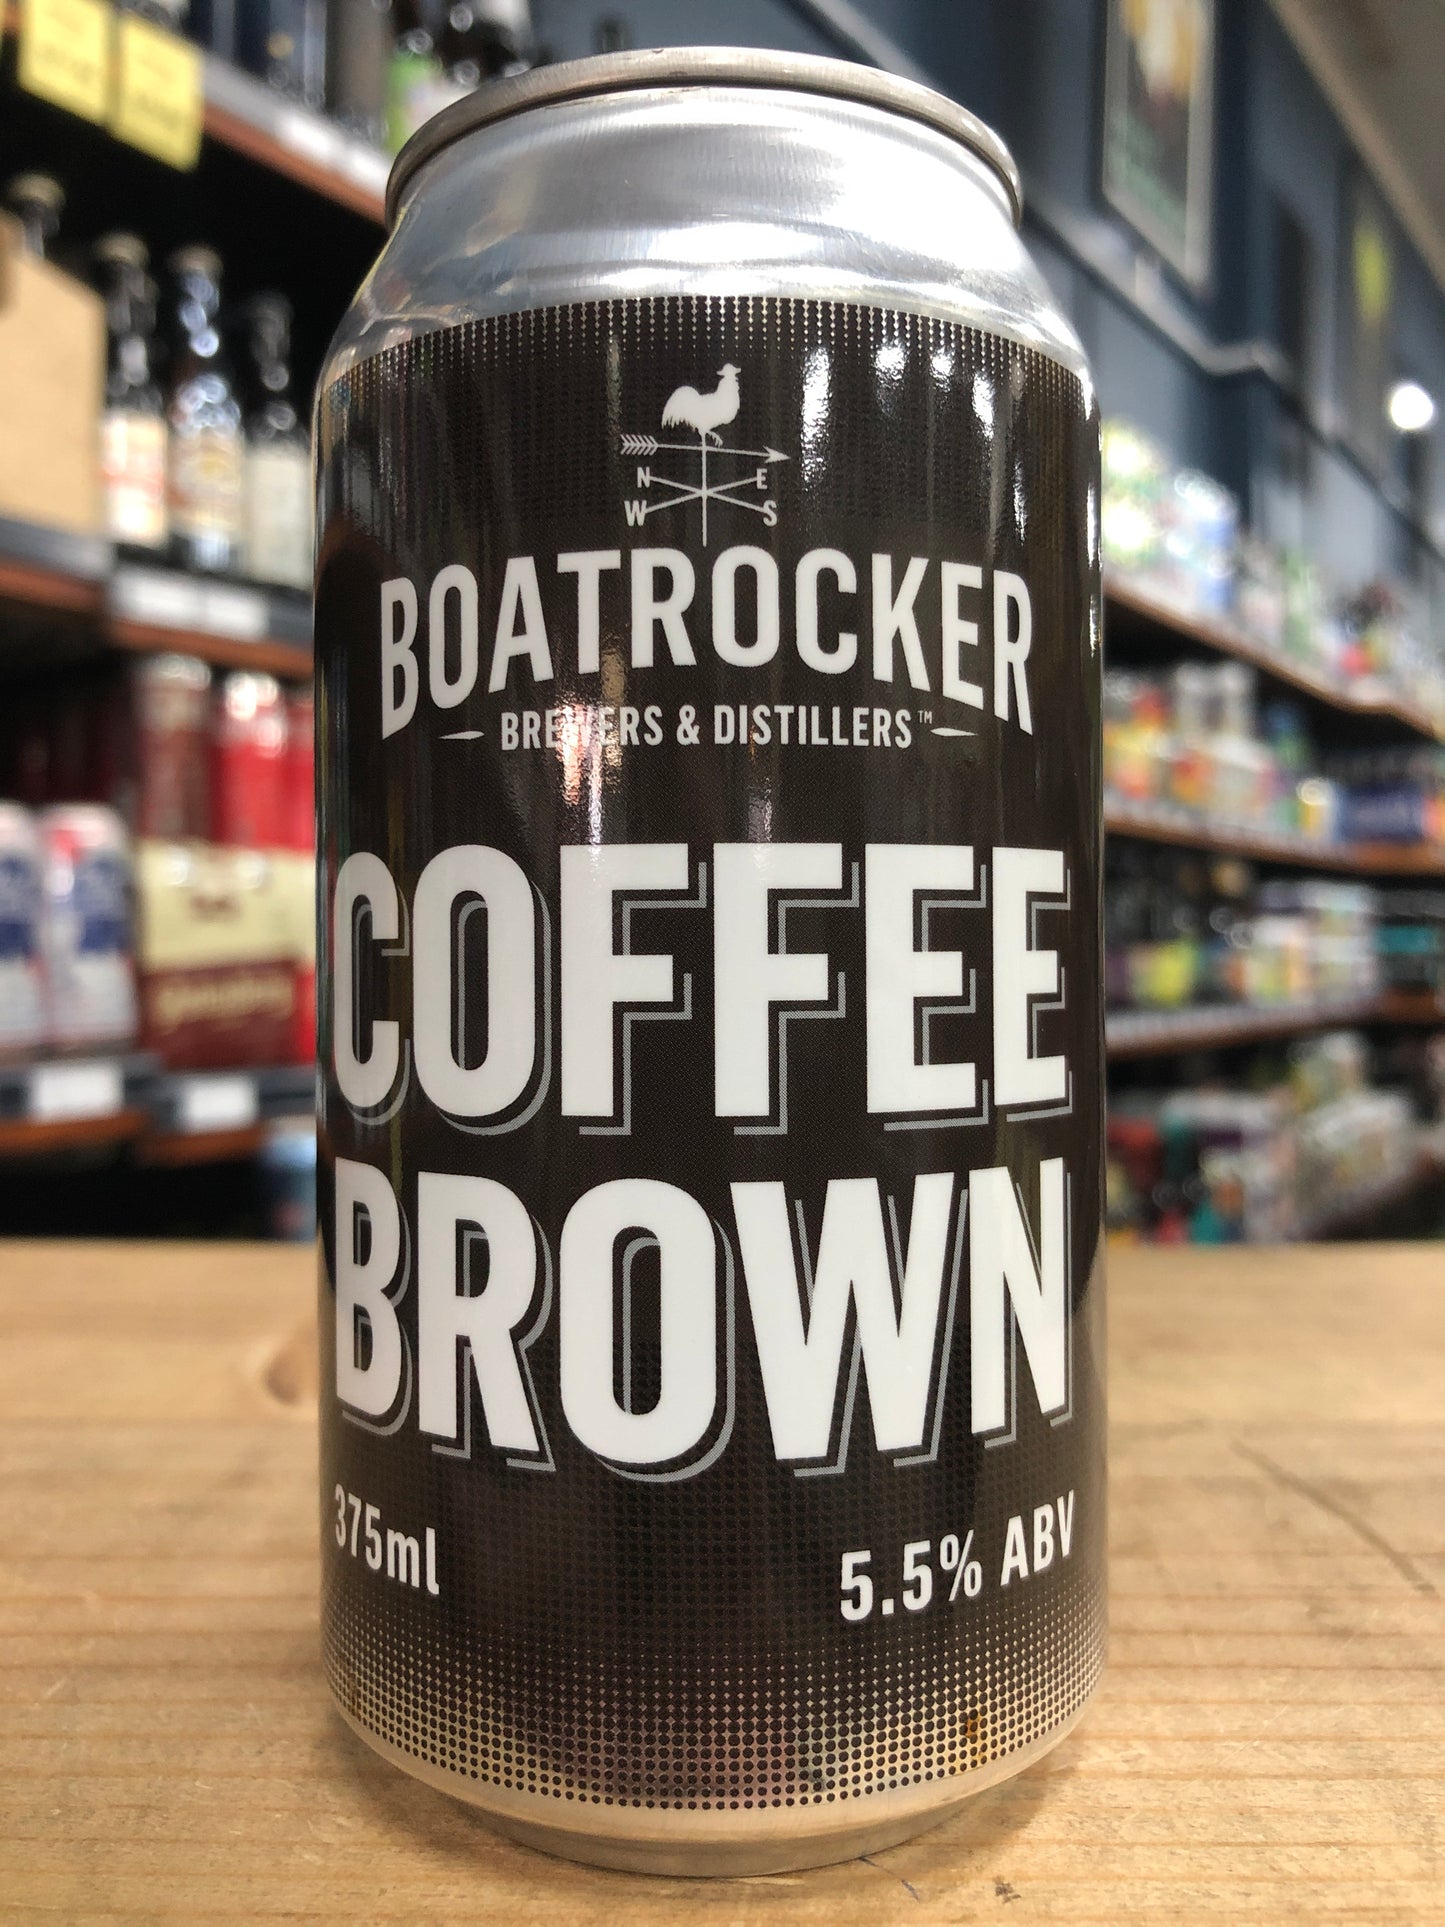 N E
W S
BOATROCKER
BREWERS & DISTILLERS™
COFFEE
BROWN
375ml
5.5% ABV